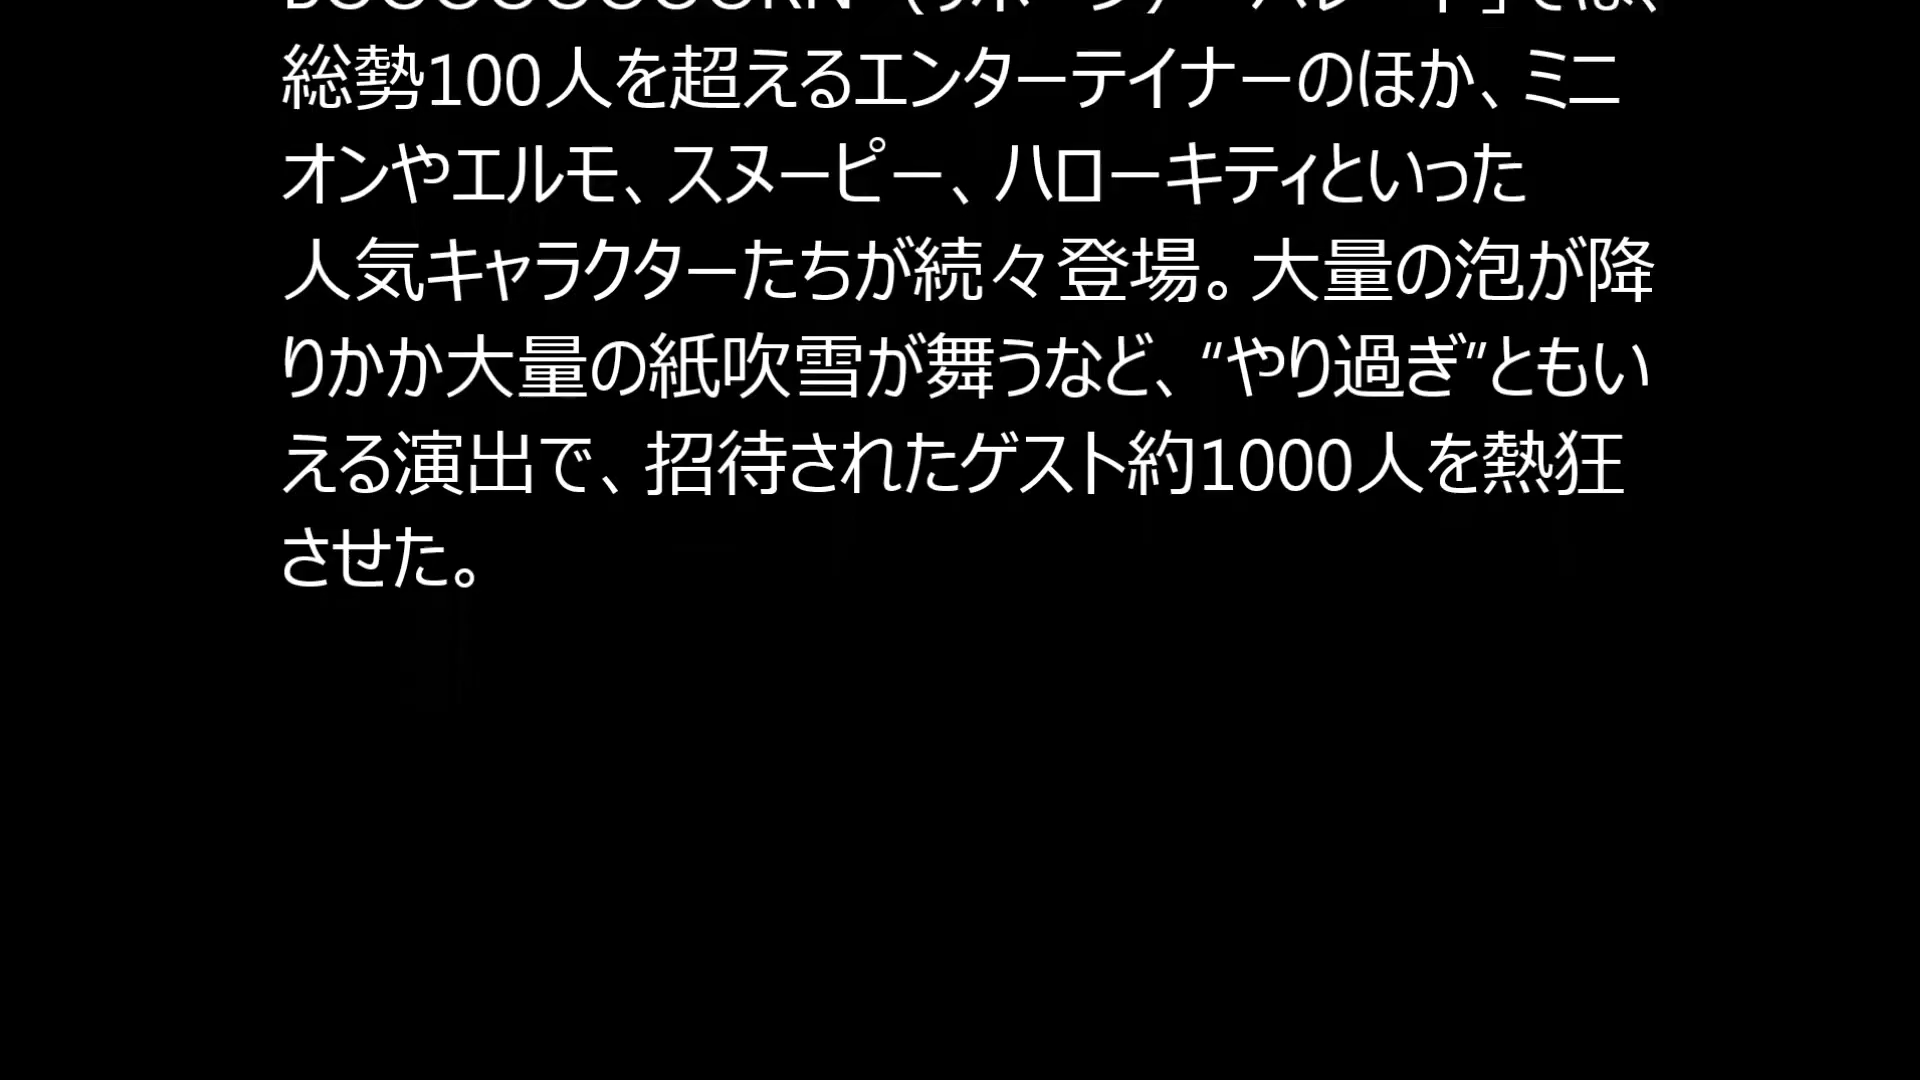 総勢100人を超えるエンターテイナーのほか、ミニ
オンやエルモ、スヌーピー、ハローキティといった
人気キャラクターたちが続々登場。大量の泡が降
りかか大量の紙吹雪が舞うなど、“やり過ぎ”ともい
える演出で、招待されたゲスト約1000人を熱狂
させた。